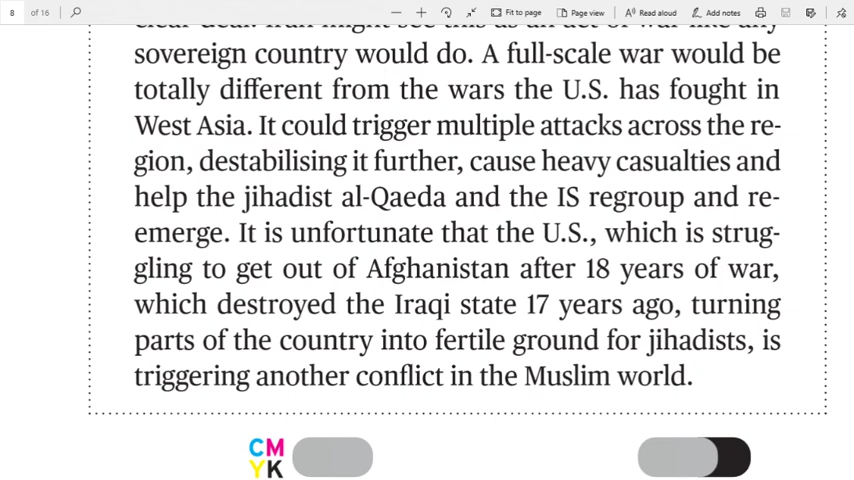 8 of 16 Fit to page Page view Read aloud Add notes
sovereign country would do. A full-scale war would be
totally different from the wars the U.S. has fought in
West Asia. It could trigger multiple attacks across the re-
gion, destabilising it further, cause heavy casualties and
help the jihadist al-Qaeda and the IS regroup and re-
emerge. It is unfortunate that the U.S., which is strug-
gling to get out of Afghanistan after 18 years of war,
which destroyed the Iraqi state 17 years ago, turning
parts of the country into fertile ground for jihadists, is
triggering another conflict in the Muslim world.
CM
YK